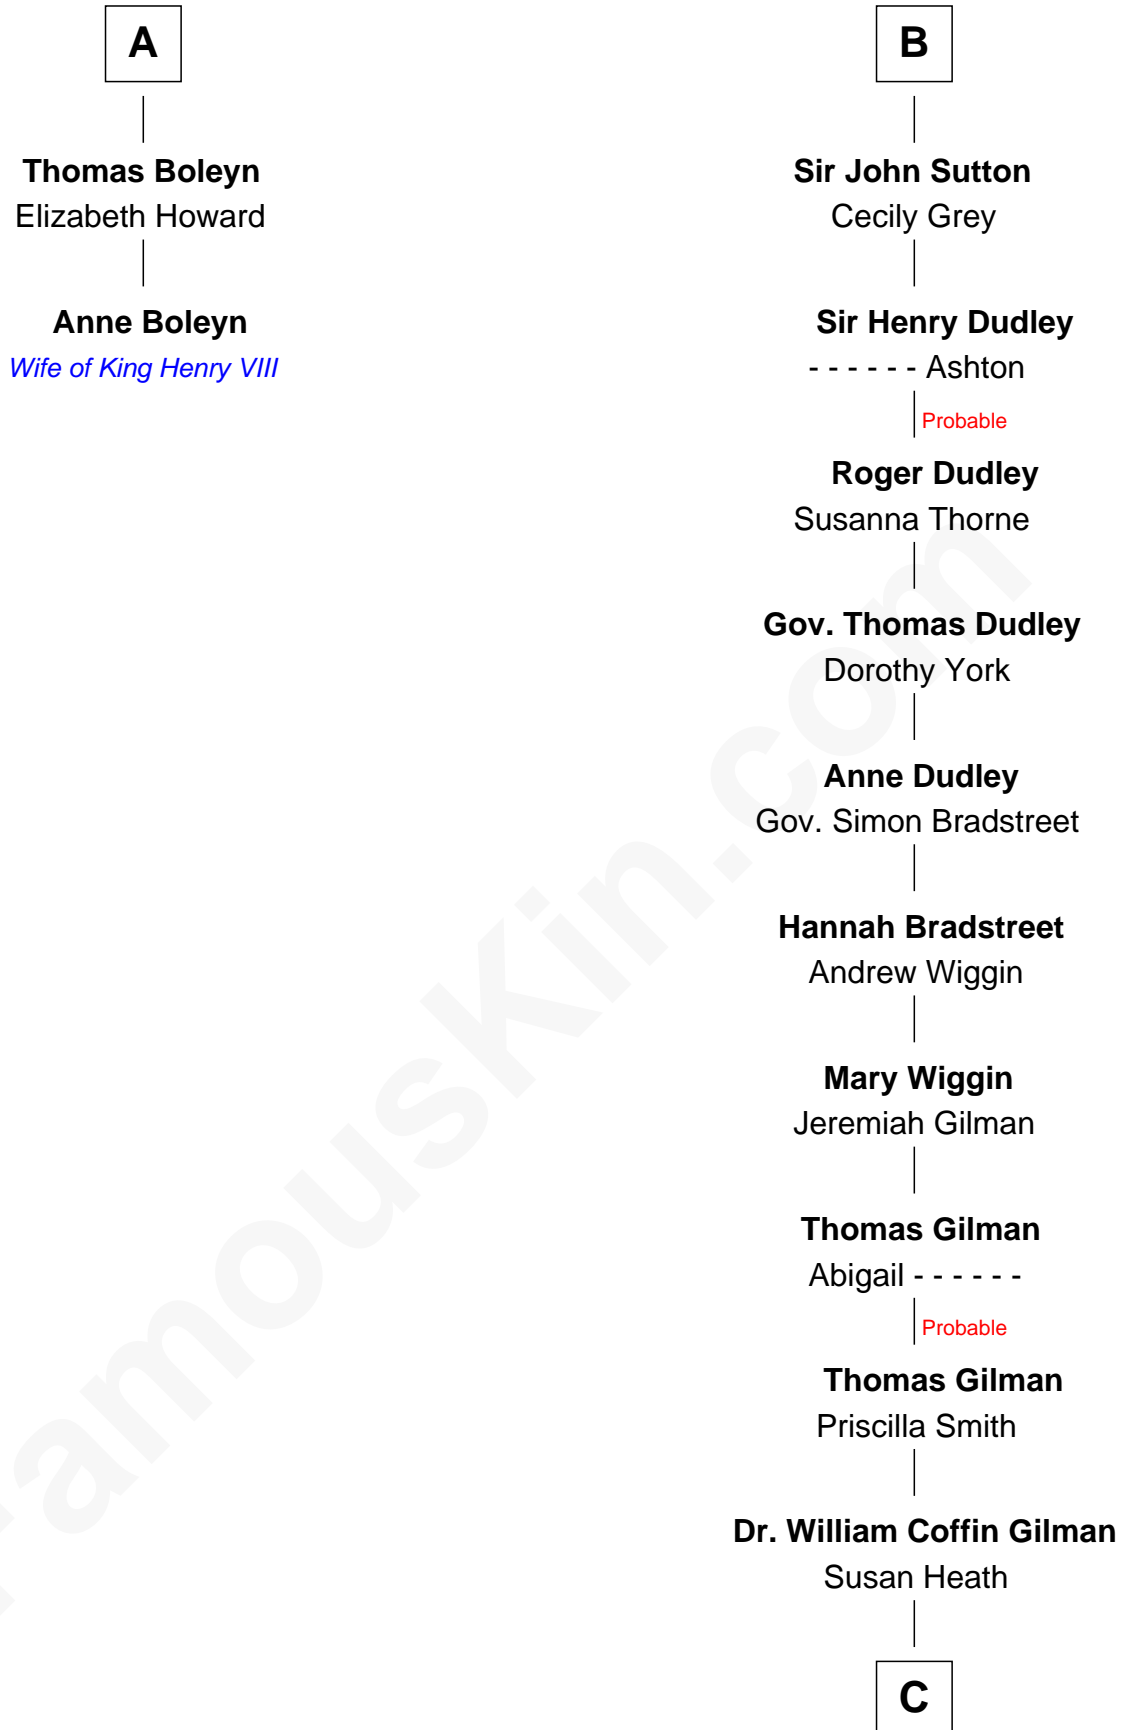 A
Thomas Boleyn
Elizabeth Howard
Anne Boleyn
Wife of King Henry VIII
B
Sir John Sutton
Cecily Grey
Sir Henry Dudley
- - - - - - Ashton
Probable
Roger Dudley
Susanna Thorne
Gov. Thomas Dudley
Dorothy York
Anne Dudley
Gov. Simon Bradstreet
Hannah Bradstreet
Andrew Wiggin
Mary Wiggin
Jeremiah Gilman
Thomas Gilman
Abigail - - - - - -
Probable
Thomas Gilman
Priscilla Smith
Dr. William Coffin Gilman
Susan Heath
C
FamousKin.com